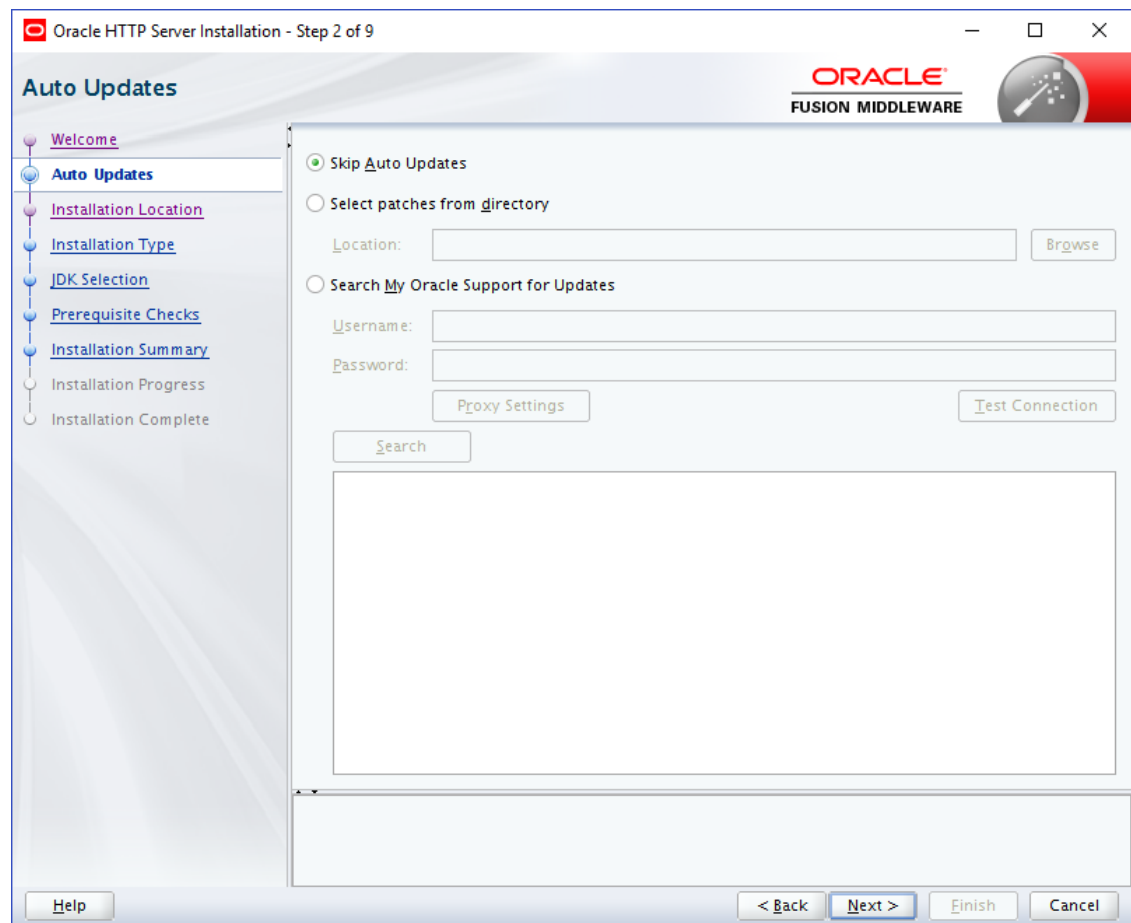 Oracle HTTP Server Installation - Step 2 of 9
Auto Updates
ORACLE
FUSION MIDDLEWARE
Welcome
Auto Updates
Installation Location
Installation Type
JDK Selection
Prerequisite Checks
Installation Summary
Installation Progress
Installation Complete
Skip Auto Updates
Select patches from directory
Location:
Browse
Search My Oracle Support for Updates
Username:
Password:
Proxy Settings
Test Connection
Search
Help
< Back
Next >
Finish
Cancel